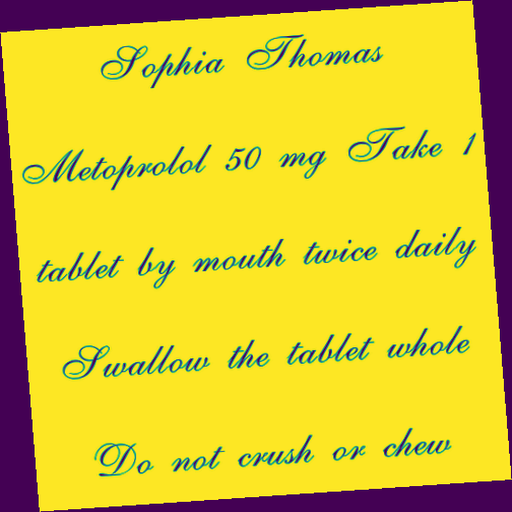 Sophia Thomas
Metoprolol 50 mg Take 1
tablet by mouth twice daily
Swallow the tablet whole
Do not crush or chew